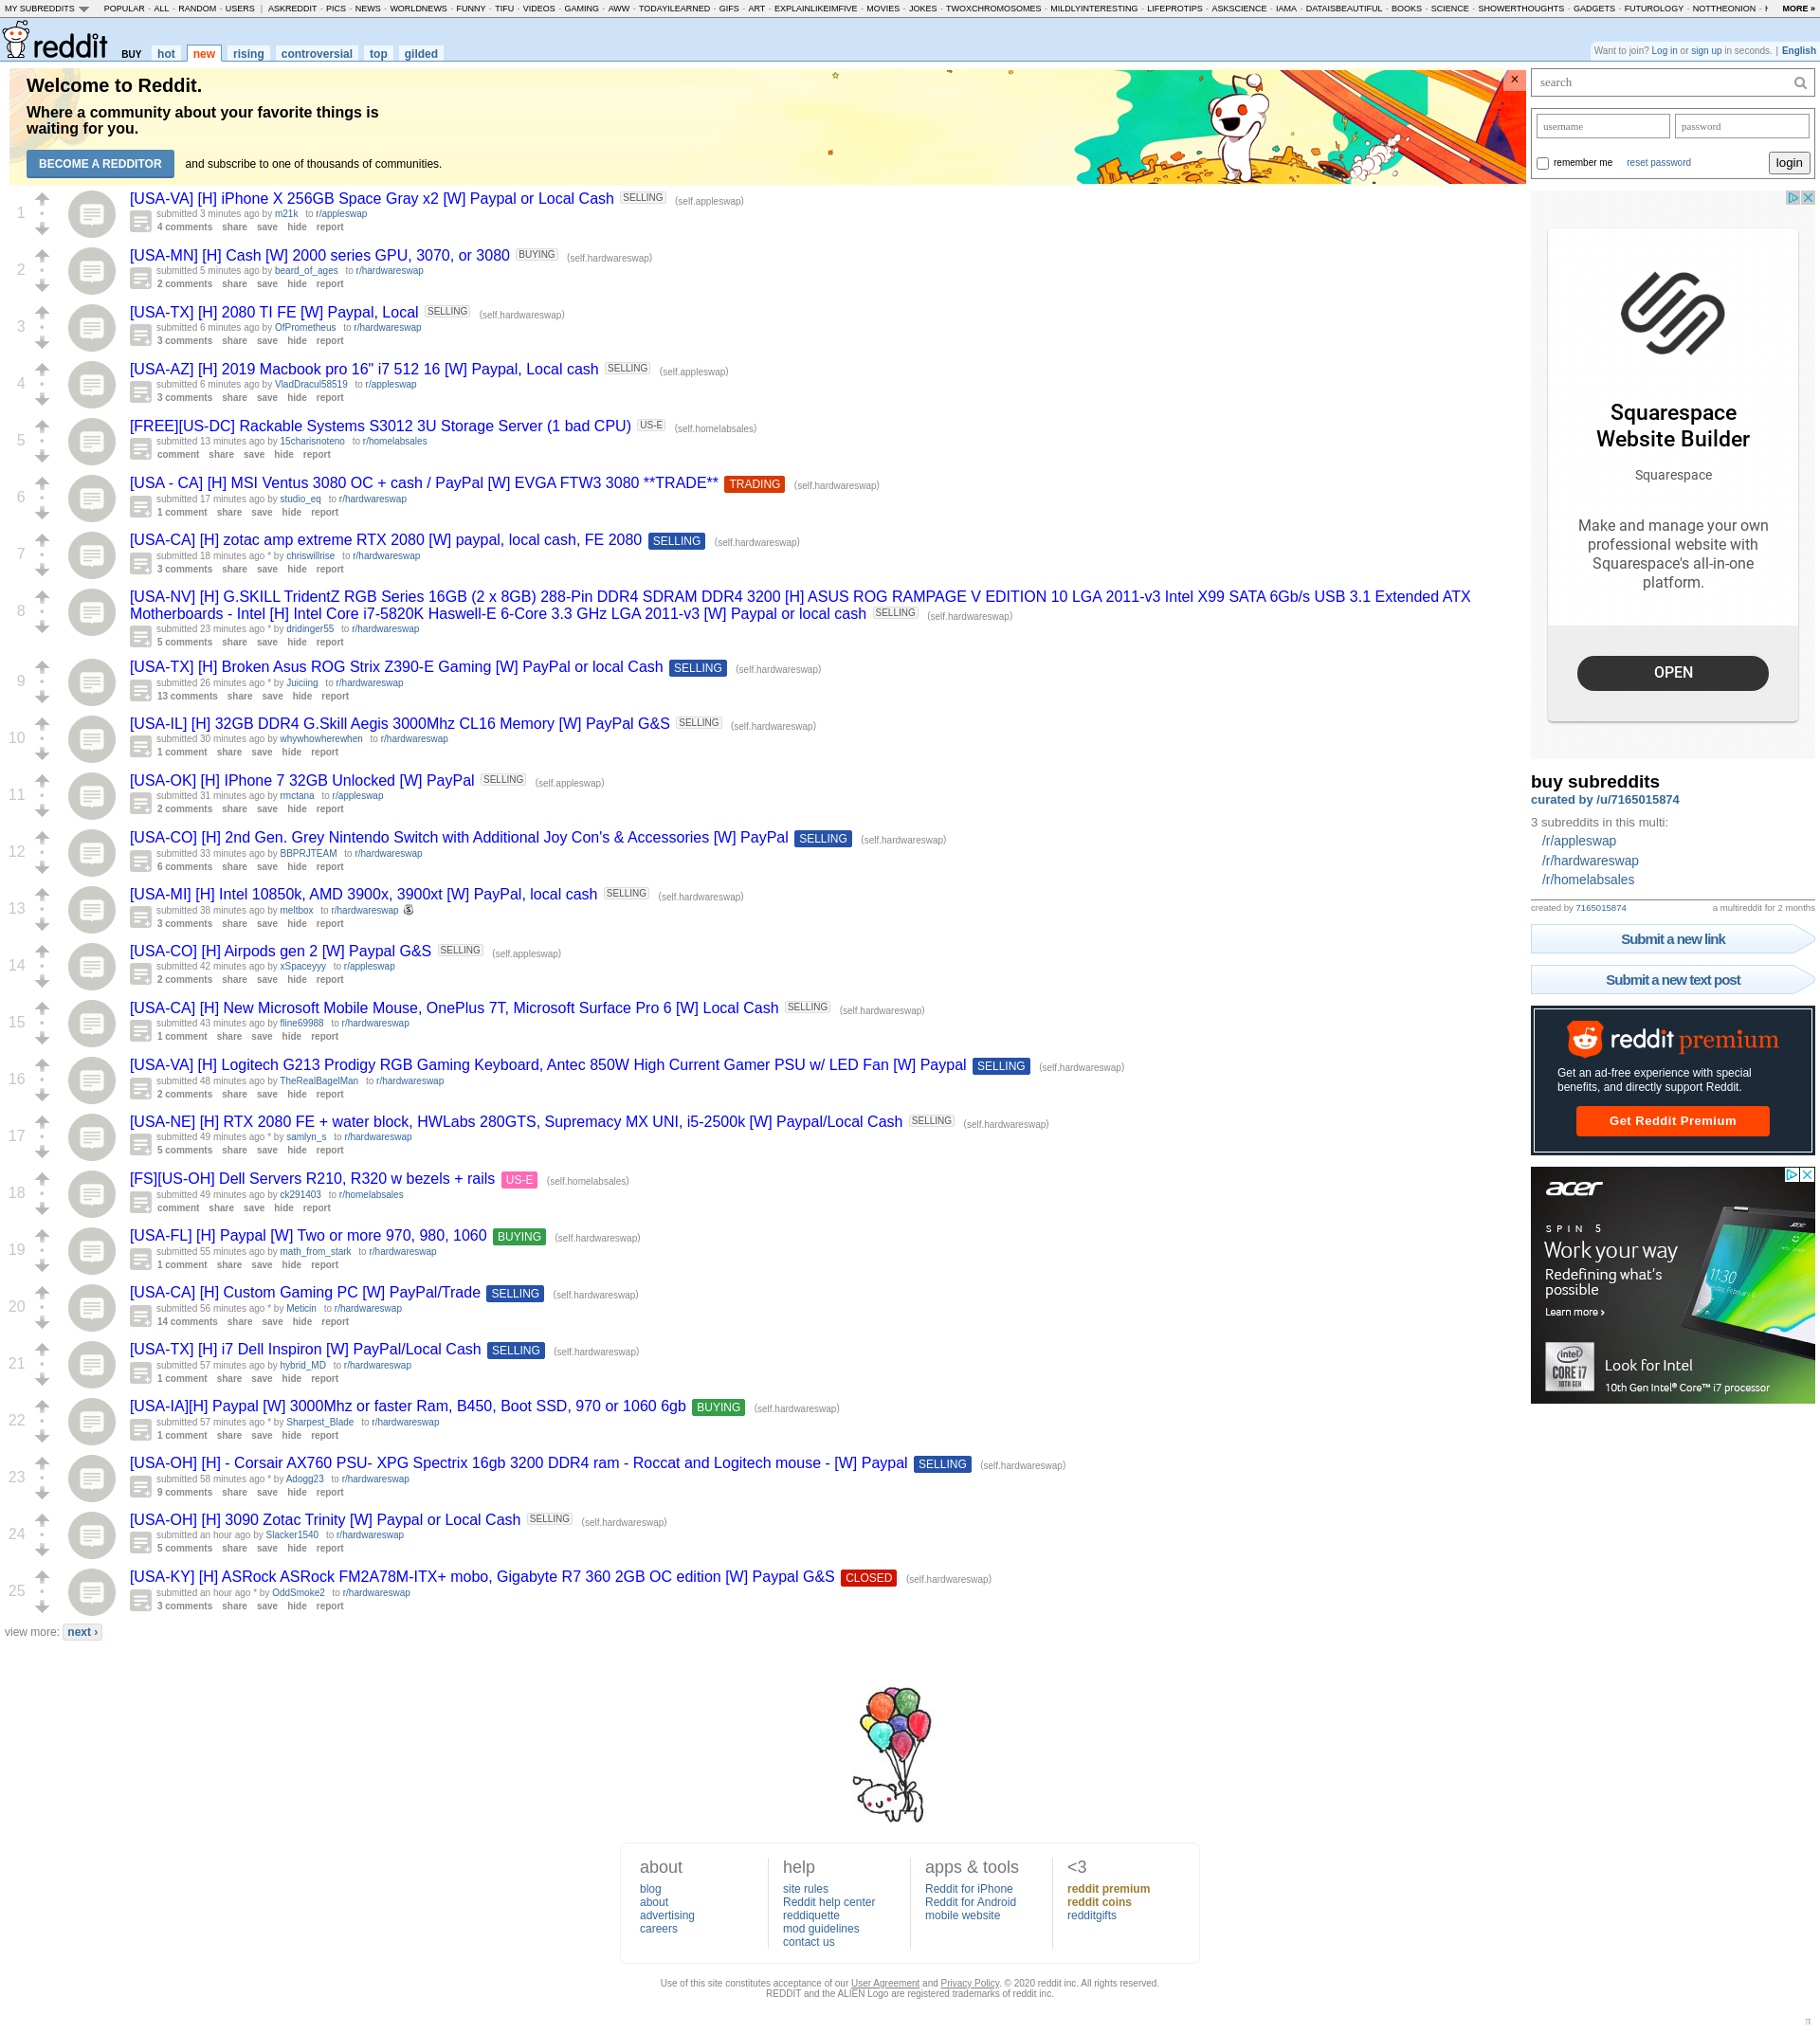 MY SUBREDDITS POPULAR - ALL - RANDOM - USERS | ASKREDDIT - PICS - NEWS - WORLDNEWS - FUNNY - TIFU - VIDEOS - GAMING - AWW - TODAYILEARNED - GIFS - ART - EXPLAINLIKEIMFIVE - MOVIES - JOKES - TWOXCHROMOSOMES - MILDLYINTERESTING - LIFEPROTIPS - ASKSCIENCE - IAMA - DATAISBEAUTIFUL - BOOKS - SCIENCE - SHOWERTHOUGHTS - GADGETS - FUTUROLOGY - NOTTHEONION - MORE »
reddit BUY hot new rising controversial top gilded
Want to join? Log in or sign up in seconds. | English
Welcome to Reddit.
Where a community about your favorite things is
waiting for you.
BECOME A REDDITOR and subscribe to one of thousands of communities.
×
1
[USA-VA] [H] iPhone X 256GB Space Gray x2 [W] Paypal or Local Cash SELLING (self.appleswap)
submitted 3 minutes ago by m21k to r/appleswap
4 comments share save hide report
2
[USA-MN] [H] Cash [W] 2000 series GPU, 3070, or 3080 BUYING (self.hardwareswap)
submitted 5 minutes ago by beard_of_ages to r/hardwareswap
2 comments share save hide report
3
[USA-TX] [H] 2080 TI FE [W] Paypal, Local SELLING (self.hardwareswap)
submitted 6 minutes ago by OfPrometheus to r/hardwareswap
3 comments share save hide report
4
[USA-AZ] [H] 2019 Macbook pro 16" i7 512 16 [W] Paypal, Local cash SELLING (self.appleswap)
submitted 6 minutes ago by VladDracul58519 to r/appleswap
3 comments share save hide report
5
[FREE][US-DC] Rackable Systems S3012 3U Storage Server (1 bad CPU) US-E (self.homelabsales)
submitted 13 minutes ago by 15charisnoteno to r/homelabsales
comment share save hide report
6
[USA - CA] [H] MSI Ventus 3080 OC + cash / PayPal [W] EVGA FTW3 3080 **TRADE** TRADING (self.hardwareswap)
submitted 17 minutes ago by studio_eq to r/hardwareswap
1 comment share save hide report
7
[USA-CA] [H] zotac amp extreme RTX 2080 [W] paypal, local cash, FE 2080 SELLING (self.hardwareswap)
submitted 18 minutes ago * by chriswillrise to r/hardwareswap
3 comments share save hide report
8
[USA-NV] [H] G.SKILL TridentZ RGB Series 16GB (2 x 8GB) 288-Pin DDR4 SDRAM DDR4 3200 [H] ASUS ROG RAMPAGE V EDITION 10 LGA 2011-v3 Intel X99 SATA 6Gb/s USB 3.1 Extended ATX
Motherboards - Intel [H] Intel Core i7-5820K Haswell-E 6-Core 3.3 GHz LGA 2011-v3 [W] Paypal or local cash SELLING (self.hardwareswap)
submitted 23 minutes ago * by dridinger55 to r/hardwareswap
5 comments share save hide report
9
[USA-TX] [H] Broken Asus ROG Strix Z390-E Gaming [W] PayPal or local Cash SELLING (self.hardwareswap)
submitted 26 minutes ago * by Juiciing to r/hardwareswap
13 comments share save hide report
10
[USA-IL] [H] 32GB DDR4 G.Skill Aegis 3000Mhz CL16 Memory [W] PayPal G&S SELLING (self.hardwareswap)
submitted 30 minutes ago by whywhowherewhen to r/hardwareswap
1 comment share save hide report
11
[USA-OK] [H] IPhone 7 32GB Unlocked [W] PayPal SELLING (self.appleswap)
submitted 31 minutes ago by rmctana to r/appleswap
2 comments share save hide report
12
[USA-CO] [H] 2nd Gen. Grey Nintendo Switch with Additional Joy Con's & Accessories [W] PayPal SELLING (self.hardwareswap)
submitted 33 minutes ago by BBPRJTEAM to r/hardwareswap
6 comments share save hide report
13
[USA-MI] [H] Intel 10850k, AMD 3900x, 3900xt [W] PayPal, local cash SELLING (self.hardwareswap)
submitted 38 minutes ago by meltbox to r/hardwareswap
3 comments share save hide report
14
[USA-CO] [H] Airpods gen 2 [W] Paypal G&S SELLING (self.appleswap)
submitted 42 minutes ago by xSpaceyyy to r/appleswap
2 comments share save hide report
15
[USA-CA] [H] New Microsoft Mobile Mouse, OnePlus 7T, Microsoft Surface Pro 6 [W] Local Cash SELLING (self.hardwareswap)
submitted 43 minutes ago by fline69988 to r/hardwareswap
1 comment share save hide report
16
[USA-VA] [H] Logitech G213 Prodigy RGB Gaming Keyboard, Antec 850W High Current Gamer PSU w/ LED Fan [W] Paypal SELLING (self.hardwareswap)
submitted 48 minutes ago by TheRealBagelMan to r/hardwareswap
2 comments share save hide report
17
[USA-NE] [H] RTX 2080 FE + water block, HWLabs 280GTS, Supremacy MX UNI, i5-2500k [W] Paypal/Local Cash SELLING (self.hardwareswap)
submitted 49 minutes ago * by samlyn_s to r/hardwareswap
5 comments share save hide report
18
[FS][US-OH] Dell Servers R210, R320 w bezels + rails US-E (self.homelabsales)
submitted 49 minutes ago by ck291403 to r/homelabsales
comment share save hide report
19
[USA-FL] [H] Paypal [W] Two or more 970, 980, 1060 BUYING (self.hardwareswap)
submitted 55 minutes ago by math_from_stark to r/hardwareswap
1 comment share save hide report
20
[USA-CA] [H] Custom Gaming PC [W] PayPal/Trade SELLING (self.hardwareswap)
submitted 56 minutes ago * by Meticin to r/hardwareswap
14 comments share save hide report
21
[USA-TX] [H] i7 Dell Inspiron [W] PayPal/Local Cash SELLING (self.hardwareswap)
submitted 57 minutes ago by hybrid_MD to r/hardwareswap
1 comment share save hide report
22
[USA-IA][H] Paypal [W] 3000Mhz or faster Ram, B450, Boot SSD, 970 or 1060 6gb BUYING (self.hardwareswap)
submitted 57 minutes ago * by Sharpest_Blade to r/hardwareswap
1 comment share save hide report
23
[USA-OH] [H] - Corsair AX760 PSU- XPG Spectrix 16gb 3200 DDR4 ram - Roccat and Logitech mouse - [W] Paypal SELLING (self.hardwareswap)
submitted 58 minutes ago * by Adogg23 to r/hardwareswap
9 comments share save hide report
24
[USA-OH] [H] 3090 Zotac Trinity [W] Paypal or Local Cash SELLING (self.hardwareswap)
submitted an hour ago by Slacker1540 to r/hardwareswap
5 comments share save hide report
25
[USA-KY] [H] ASRock ASRock FM2A78M-ITX+ mobo, Gigabyte R7 360 2GB OC edition [W] Paypal G&S CLOSED (self.hardwareswap)
submitted an hour ago * by OddSmoke2 to r/hardwareswap
3 comments share save hide report
view more: next ›
search
username password
remember me reset password login
Squarespace
Website Builder
Squarespace
Make and manage your own
professional website with
Squarespace's all-in-one
platform.
OPEN
buy subreddits
curated by /u/7165015874
3 subreddits in this multi:
/r/appleswap
/r/hardwareswap
/r/homelabsales
created by 7165015874 a multireddit for 2 months
Submit a new link
Submit a new text post
reddit premium
Get an ad-free experience with special
benefits, and directly support Reddit.
Get Reddit Premium
acer
SPIN 5
Work your way
Redefining what's
possible
Learn more ›
11:30
acer
intel
CORE i7
10TH GEN
Look for Intel
10th Gen Intel® Core™ i7 processor
about
blog
about
advertising
careers
help
site rules
Reddit help center
reddiquette
mod guidelines
contact us
apps & tools
Reddit for iPhone
Reddit for Android
mobile website
<3
reddit premium
reddit coins
redditgifts
Use of this site constitutes acceptance of our User Agreement and Privacy Policy. © 2020 reddit inc. All rights reserved.
REDDIT and the ALIEN Logo are registered trademarks of reddit inc.
π